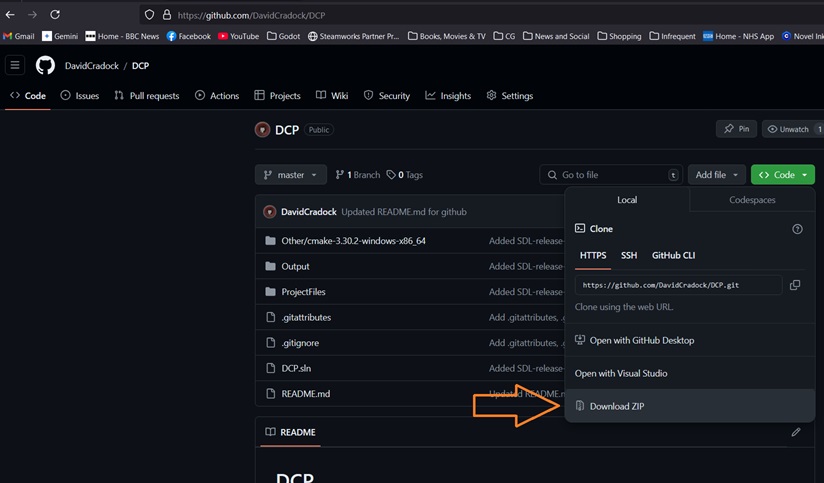 https://github.com/DavidCradock/DCP
Gmail Gemini Home - BBC News Facebook YouTube Godot Steamworks Partner Pr... Books, Movies & TV CG News and Social Shopping Infrequent Home - NHS App Novel Ink
DavidCradock / DCP
Code Issues Pull requests Actions Projects Wiki Security Insights Settings
DCP Public Pin Unwatch 1
master 1 Branch 0 Tags Go to file t Add file Code
Local Codespaces
DavidCradock Updated README.md for github
Clone
Other/cmake-3.30.2-windows-x86_64 Added SDL-release-
HTTPS SSH GitHub CLI
Output Added SDL-release-
https://github.com/DavidCradock/DCP.git
ProjectFiles Added SDL-release-
Clone using the web URL.
.gitattributes Add .gitattributes, .g
.gitignore Add .gitattributes, .g
Open with GitHub Desktop
DCP.sln Added SDL-release-
Open with Visual Studio
README.md Updated README.m
Download ZIP
README
DCP